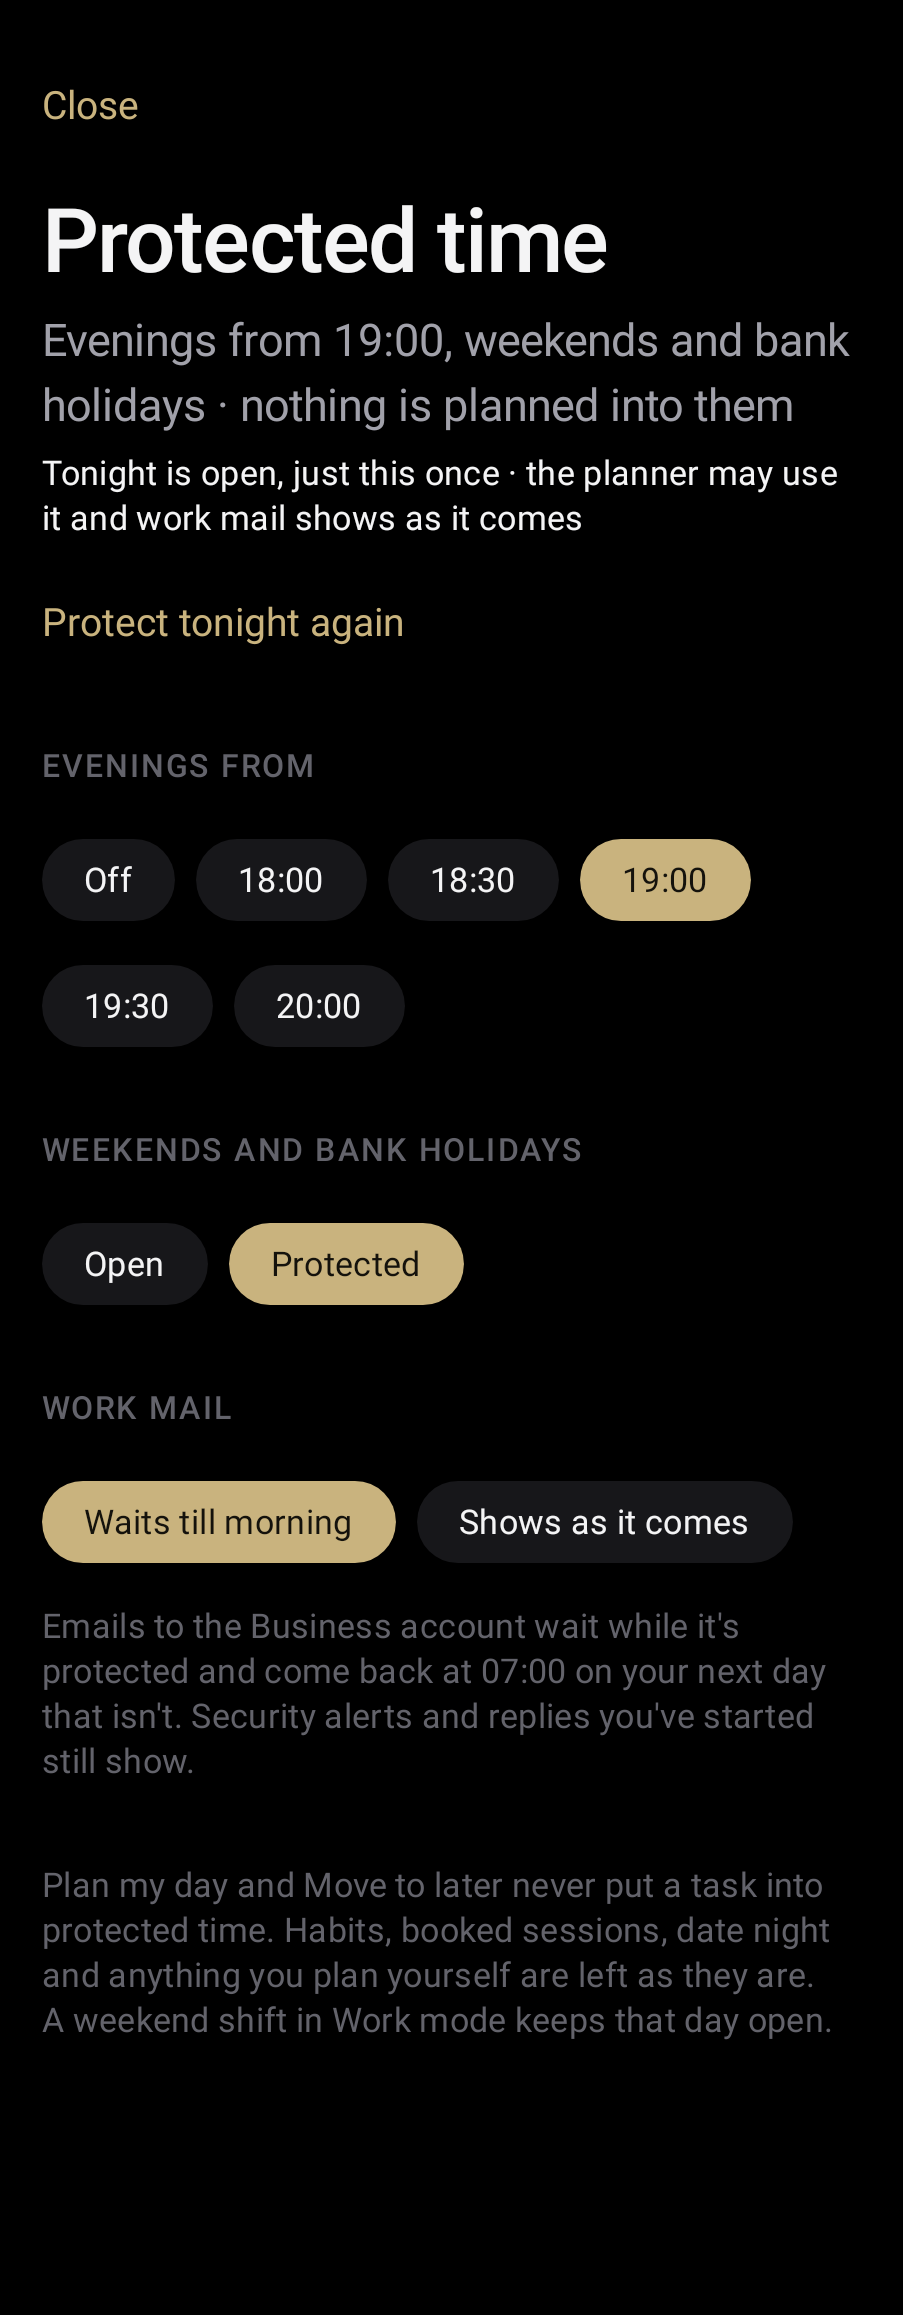 Close
Protected time
Evenings from 19:00, weekends and bank
holidays · nothing is planned into them
Tonight is open, just this once · the planner may use
it and work mail shows as it comes
Protect tonight again
EVENINGS FROM
Off 18:00 18:30 19:00
19:30 20:00
WEEKENDS AND BANK HOLIDAYS
Open Protected
WORK MAIL
Waits till morning Shows as it comes
Emails to the Business account wait while it's
protected and come back at 07:00 on your next day
that isn't. Security alerts and replies you've started
still show.
Plan my day and Move to later never put a task into
protected time. Habits, booked sessions, date night
and anything you plan yourself are left as they are.
A weekend shift in Work mode keeps that day open.